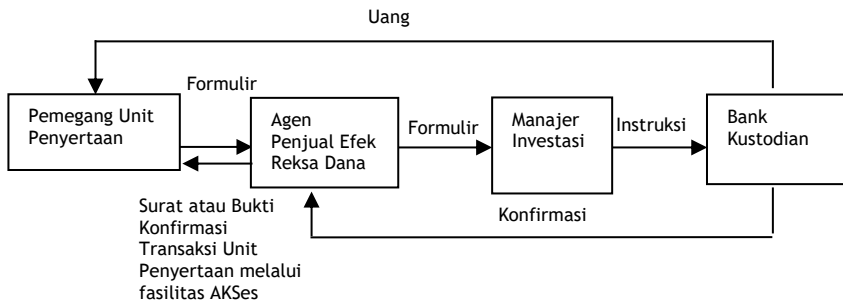 Uang
Formulir
Pemegang Unit
Penyertaan
Agen
Penjual Efek
Reksa Dana
Formulir
Manajer
Investasi
Instruksi
Bank
Kustodian
Surat atau Bukti
Konfirmasi
Transaksi Unit
Penyertaan melalui
fasilitas AKSes
Konfirmasi